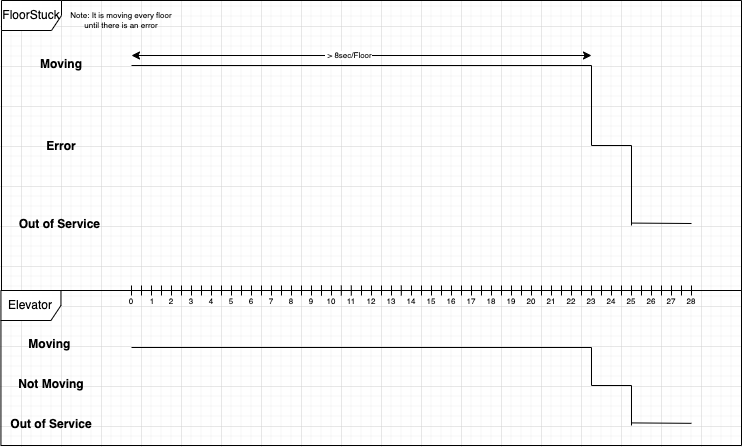 FloorStuck
Note: It is moving every floor
until there is an error
> 8sec/Floor
Moving
Error
Out of Service
0 1 2 3 4 5 6 7 8 9 10 11 12 13 14 15 16 17 18 19 20 21 22 23 24 25 26 27 28
Elevator
Moving
Not Moving
Out of Service